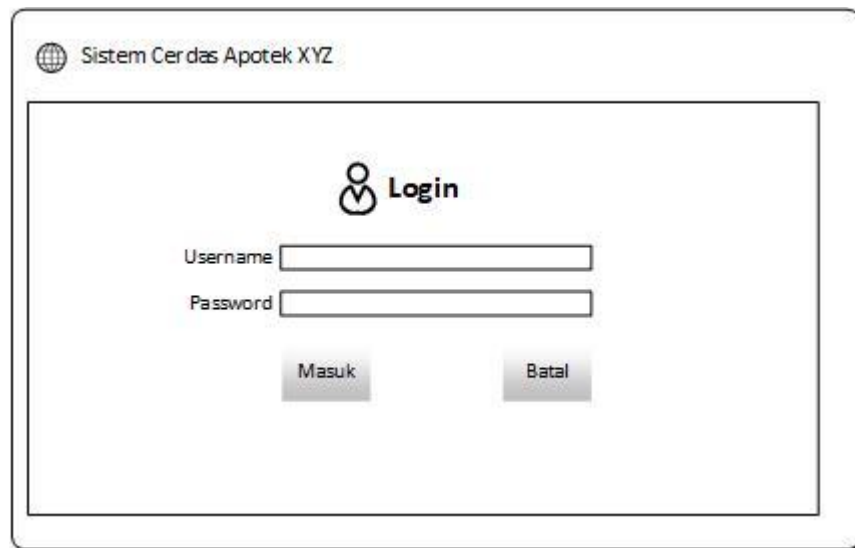 Sistem Cerdas Apotek XYZ
Login
Username
Password
Masuk Batal